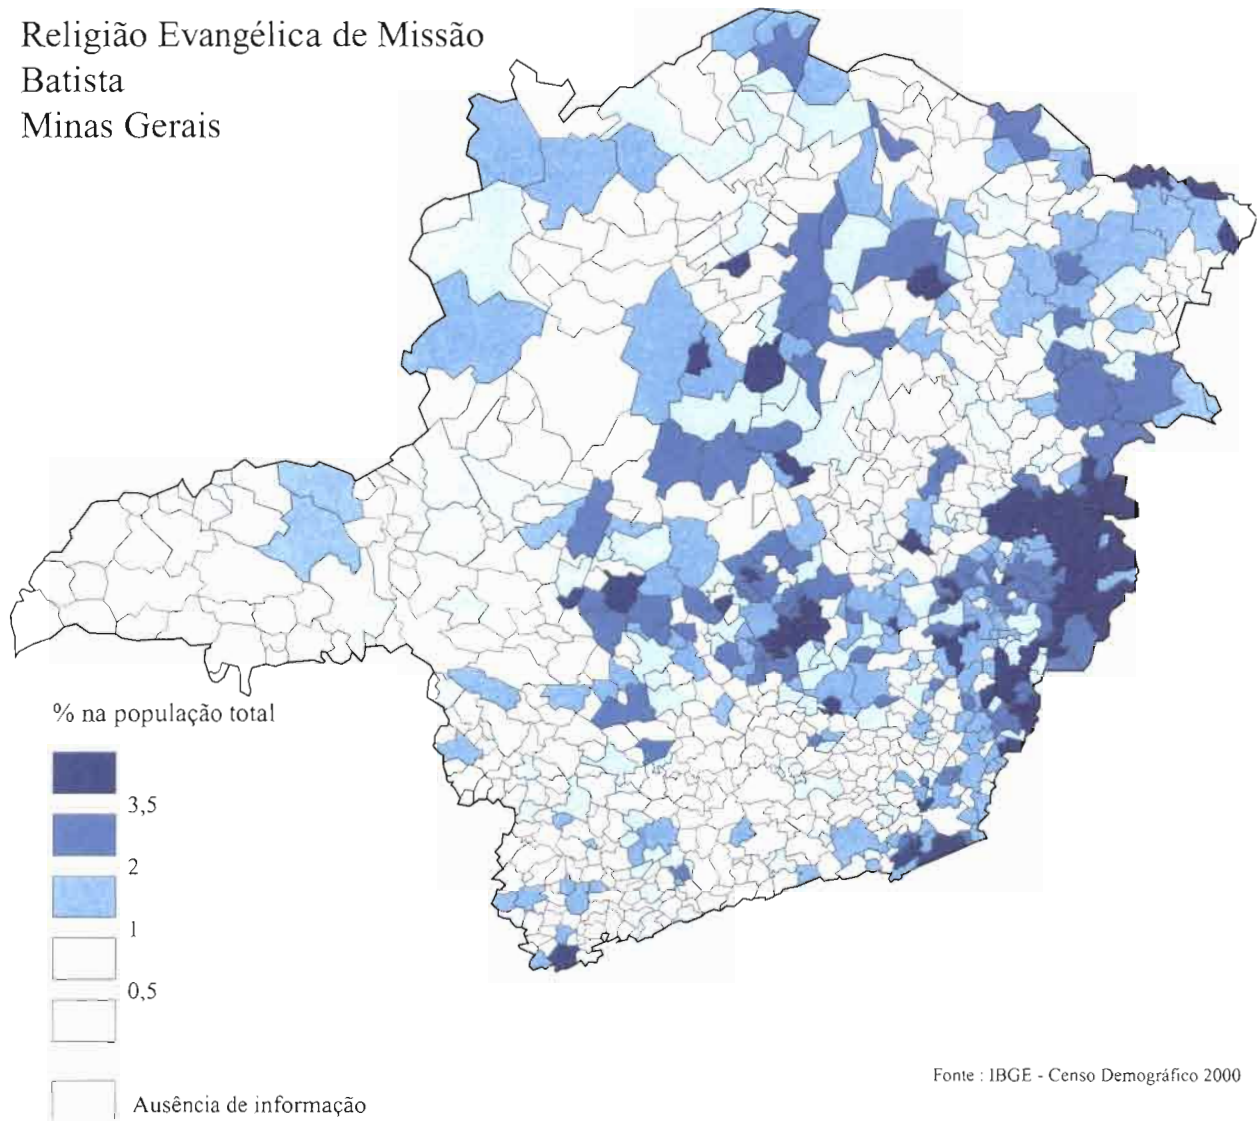 Religião Evangélica de Missão
Batista
Minas Gerais
% na população total
3,5
2
1
0,5
Ausência de informação
Fonte : IBGE - Censo Demográfico 2000